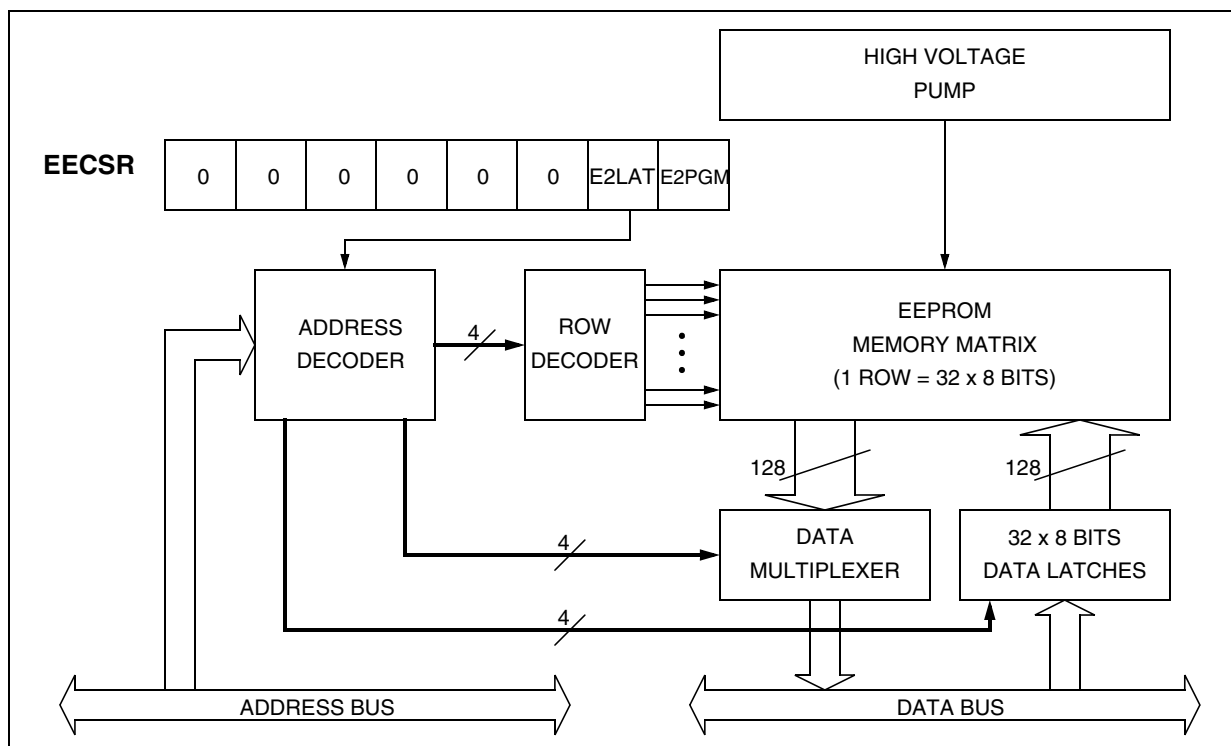 HIGH VOLTAGE
PUMP
EECSR
0 0 0 0 0 0 E2LAT E2PGM
ADDRESS
DECODER
4
ROW
DECODER
EEPROM
MEMORY MATRIX
(1 ROW = 32 x 8 BITS)
128
128
4
DATA
MULTIPLEXER
32 x 8 BITS
DATA LATCHES
4
ADDRESS BUS
DATA BUS